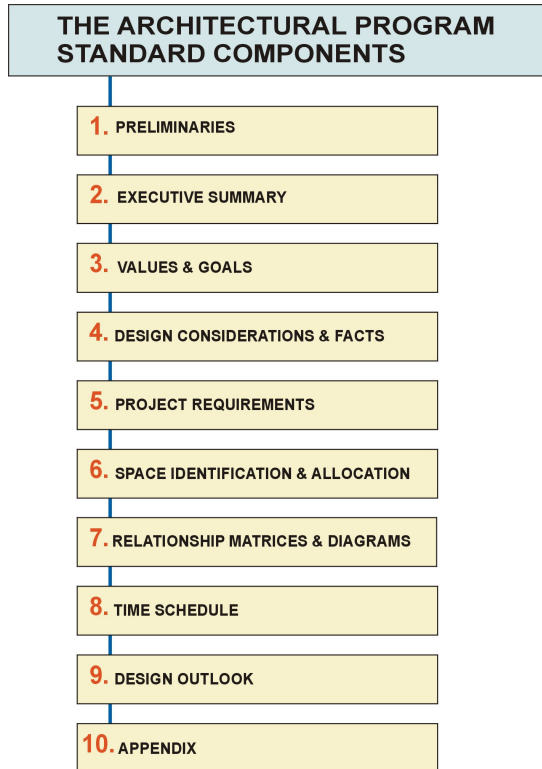 THE ARCHITECTURAL PROGRAM
STANDARD COMPONENTS
1. PRELIMINARIES
2. EXECUTIVE SUMMARY
3. VALUES & GOALS
4. DESIGN CONSIDERATIONS & FACTS
5. PROJECT REQUIREMENTS
6. SPACE IDENTIFICATION & ALLOCATION
7. RELATIONSHIP MATRICES & DIAGRAMS
8. TIME SCHEDULE
9. DESIGN OUTLOOK
10. APPENDIX